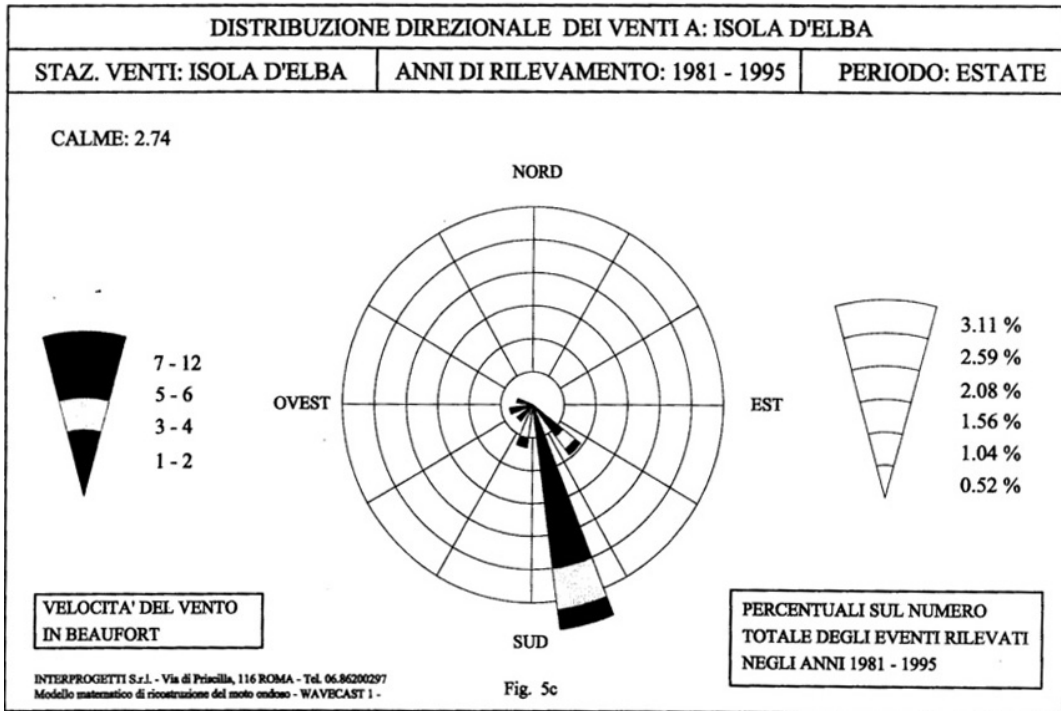 DISTRIBUZIONE DIREZIONALE DEI VENTI A: ISOLA D'ELBA
STAZ. VENTI: ISOLA D'ELBA
ANNI DI RILEVAMENTO: 1981 - 1995
PERIODO: ESTATE
CALME: 2.74
NORD
7 - 12
5 - 6
3 - 4
1 - 2
OVEST
EST
3.11 %
2.59 %
2.08 %
1.56 %
1.04 %
0.52 %
VELOCITA' DEL VENTO
IN BEAUFORT
SUD
PERCENTUALI SUL NUMERO
TOTALE DEGLI EVENTI RILEVATI
NEGLI ANNI 1981 - 1995
INTERPROGETTI S.r.l. - Via di Priscilla, 116 ROMA - Tel. 06.86200297
Modello matematico di ricostruzione del moto ondoso - WAVECAST 1 -
Fig. 5c